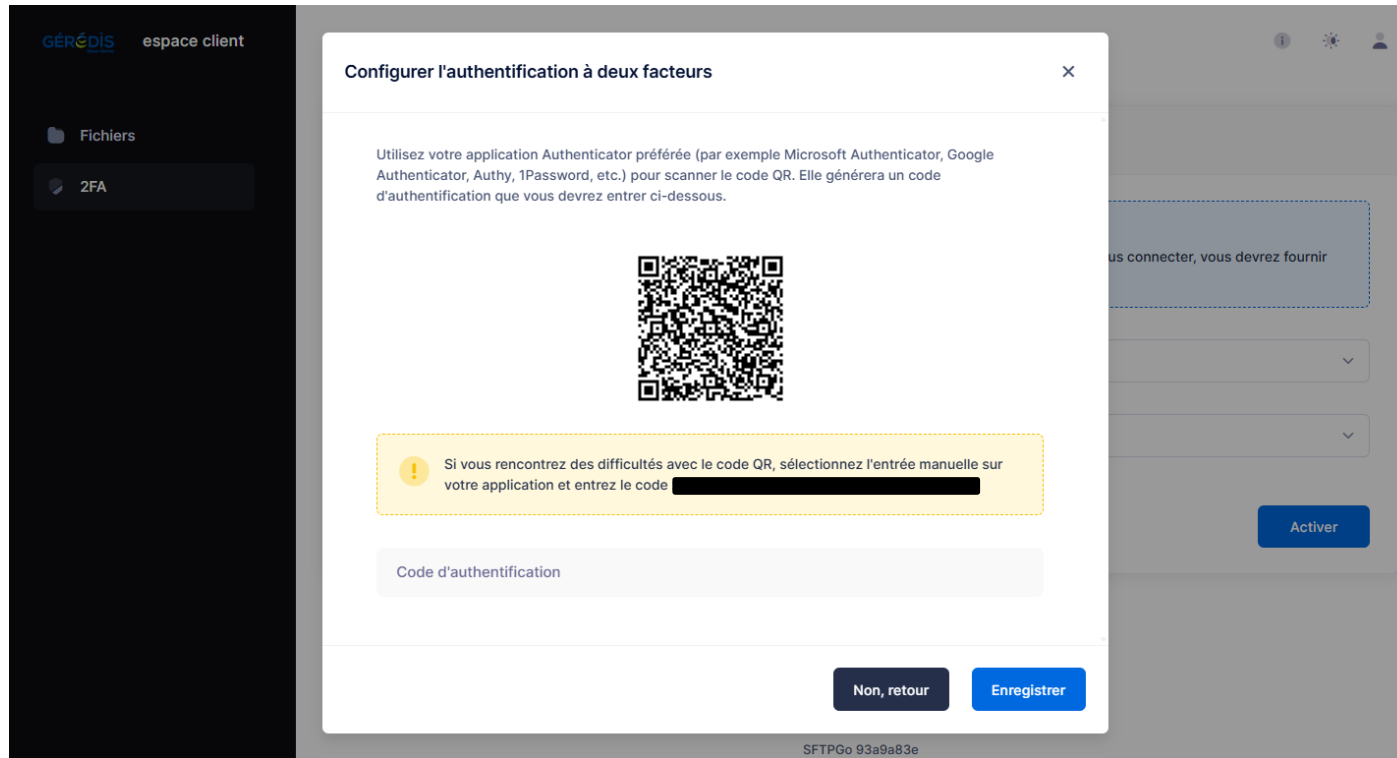 GÉRÉDIS espace client
Configurer l'authentification à deux facteurs
Fichiers
2FA
Utilisez votre application Authenticator préférée (par exemple Microsoft Authenticator, Google
Authenticator, Authy, 1Password, etc.) pour scanner le code QR. Elle générera un code
d'authentification que vous devrez entrer ci-dessous.
us connecter, vous devrez fournir
Si vous rencontrez des difficultés avec le code QR, sélectionnez l'entrée manuelle sur
votre application et entrez le code
Activer
Code d'authentification
Non, retour
Enregistrer
SFTPGo 93a9a83e